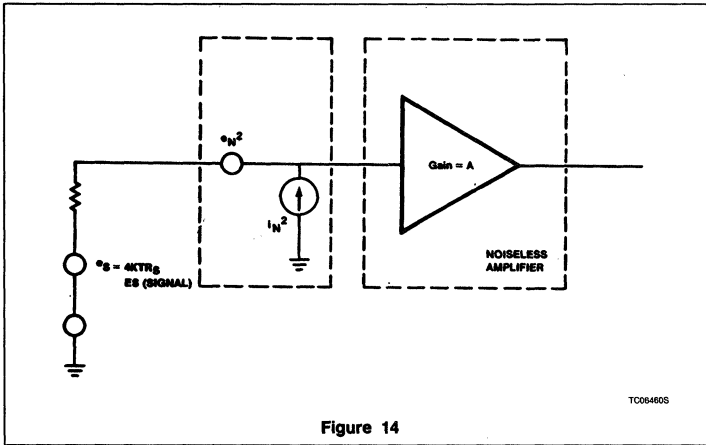 eN²
iN²
Gain = A
NOISELESS
AMPLIFIER
eS = 4KTRS
ES (SIGNAL)
TC06460S
Figure 14